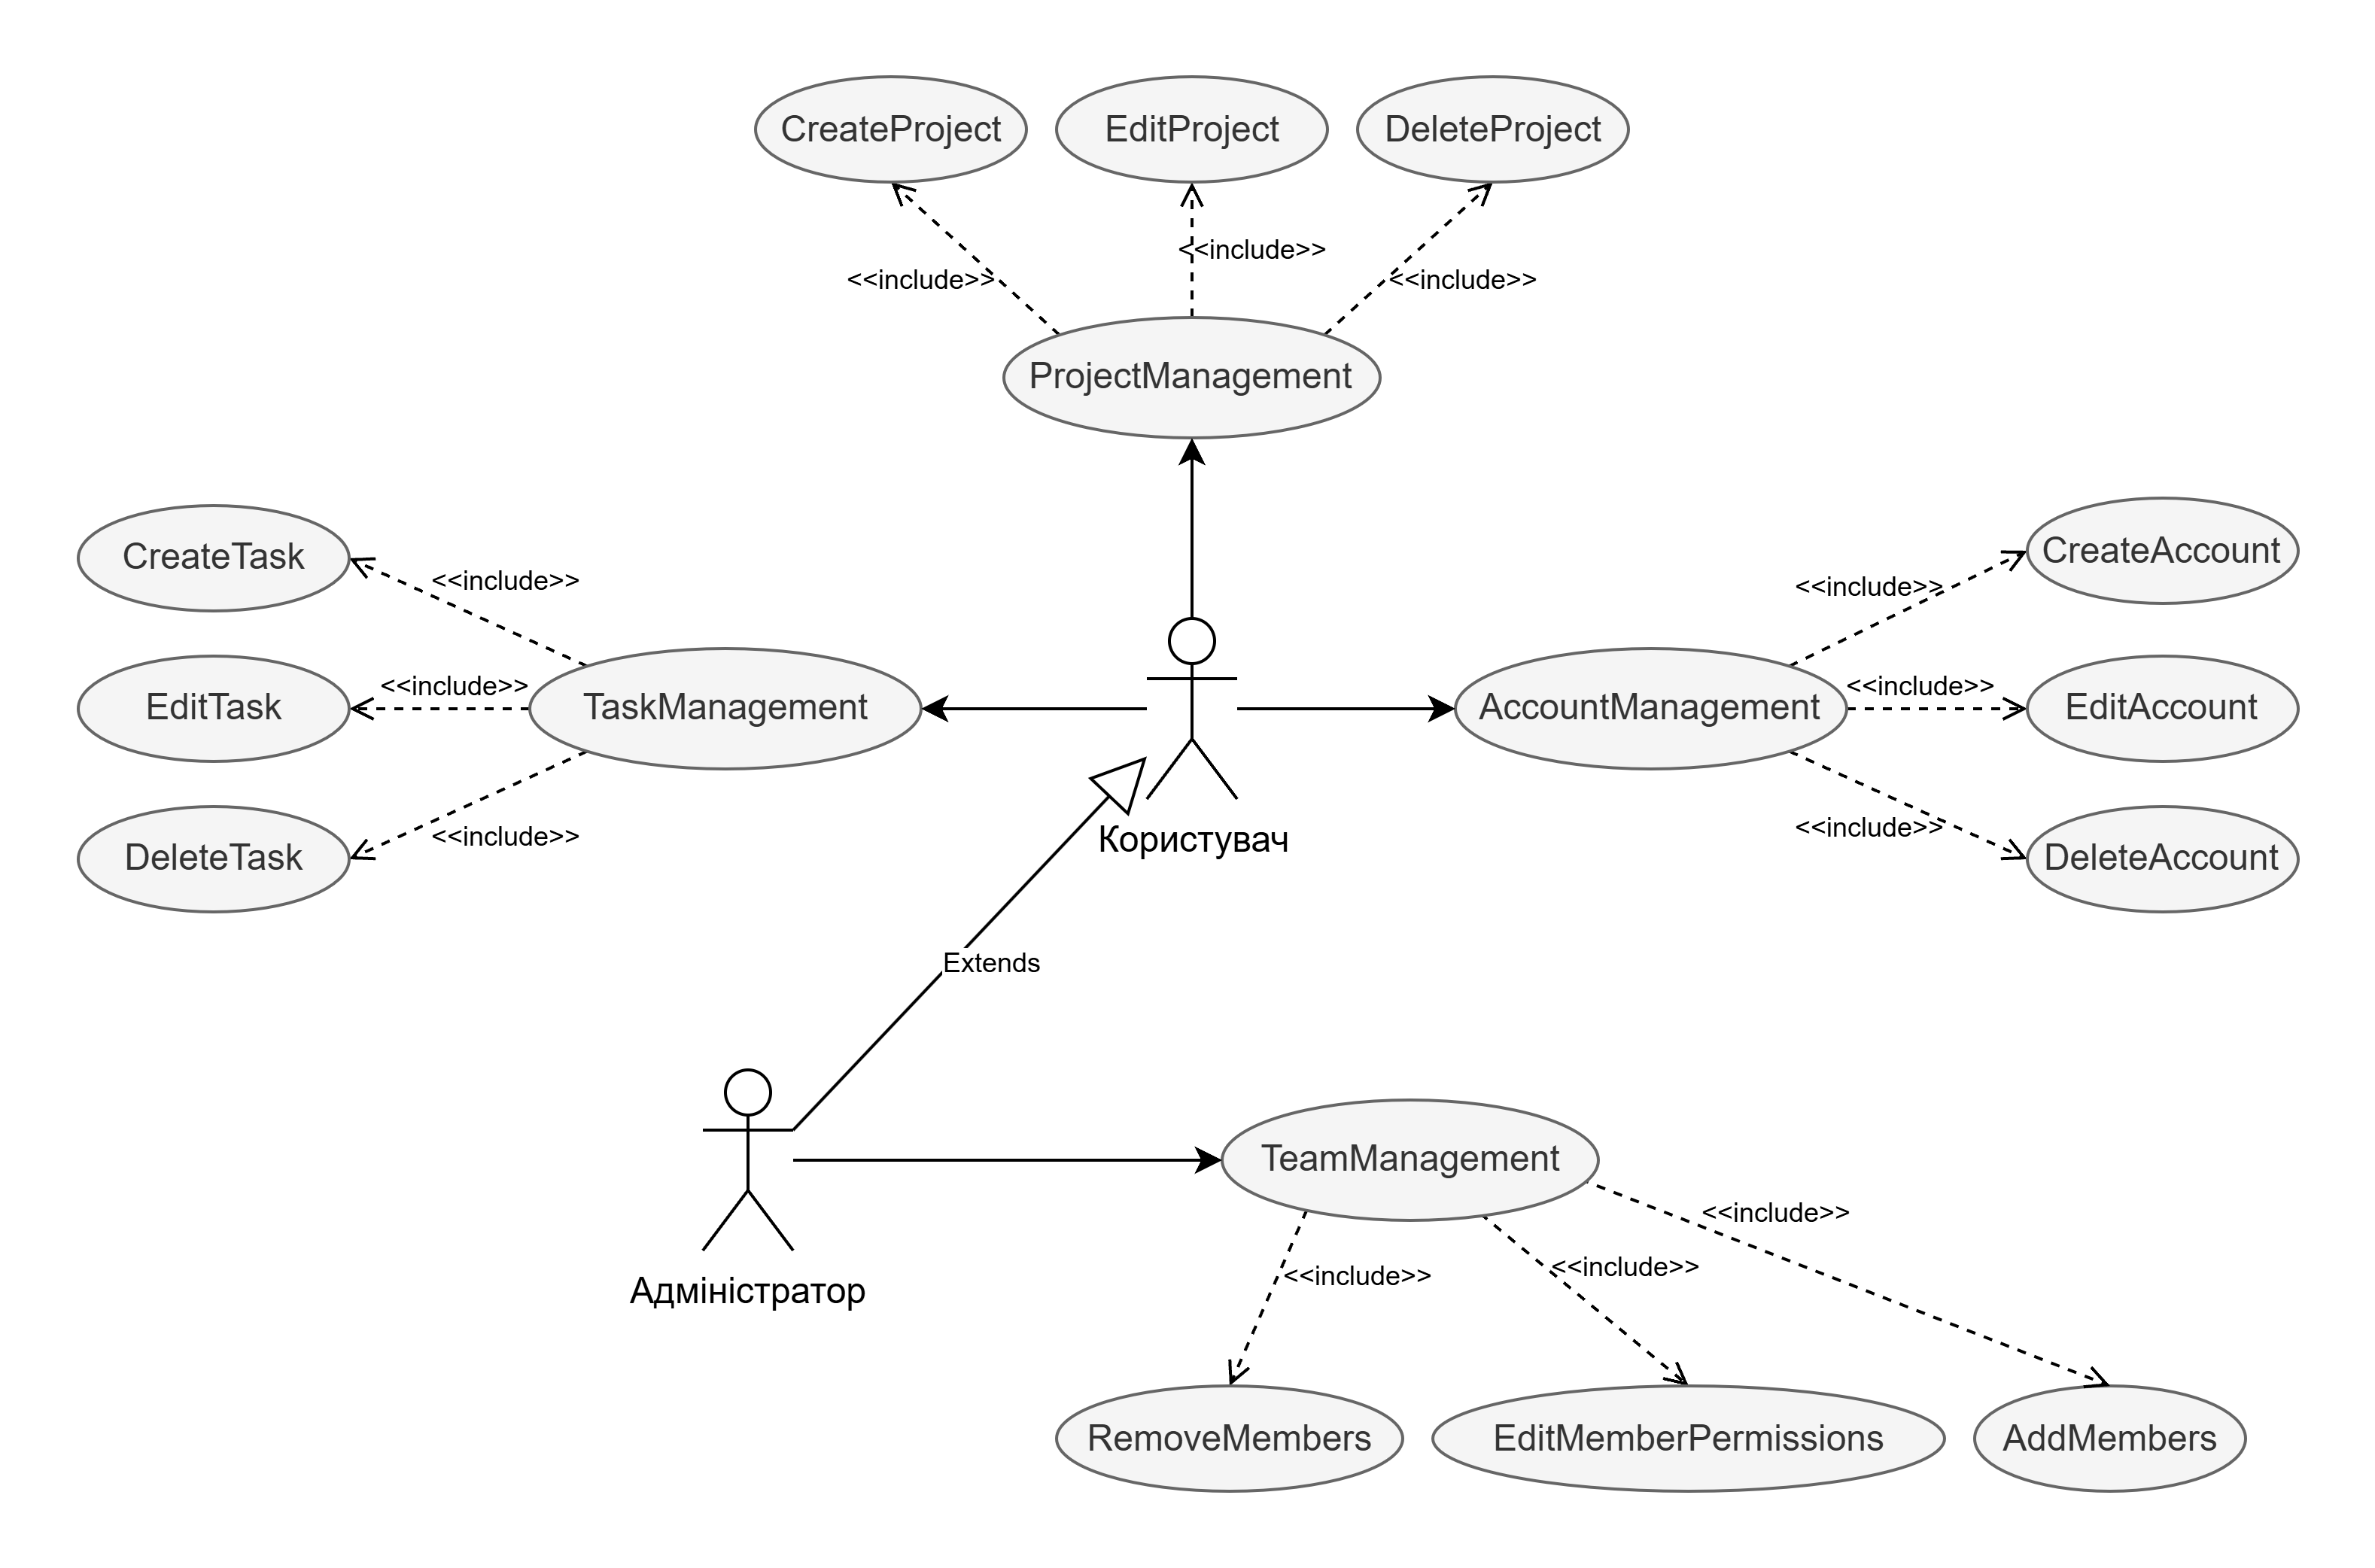 CreateProject
EditProject
DeleteProject
<<include>>
<<include>>
<<include>>
ProjectManagement
CreateTask
<<include>>
EditTask
<<include>>
TaskManagement
DeleteTask
<<include>>
Користувач
AccountManagement
<<include>>
CreateAccount
<<include>>
EditAccount
<<include>>
DeleteAccount
Extends
Адміністратор
TeamManagement
<<include>>
<<include>>
<<include>>
RemoveMembers
EditMemberPermissions
AddMembers